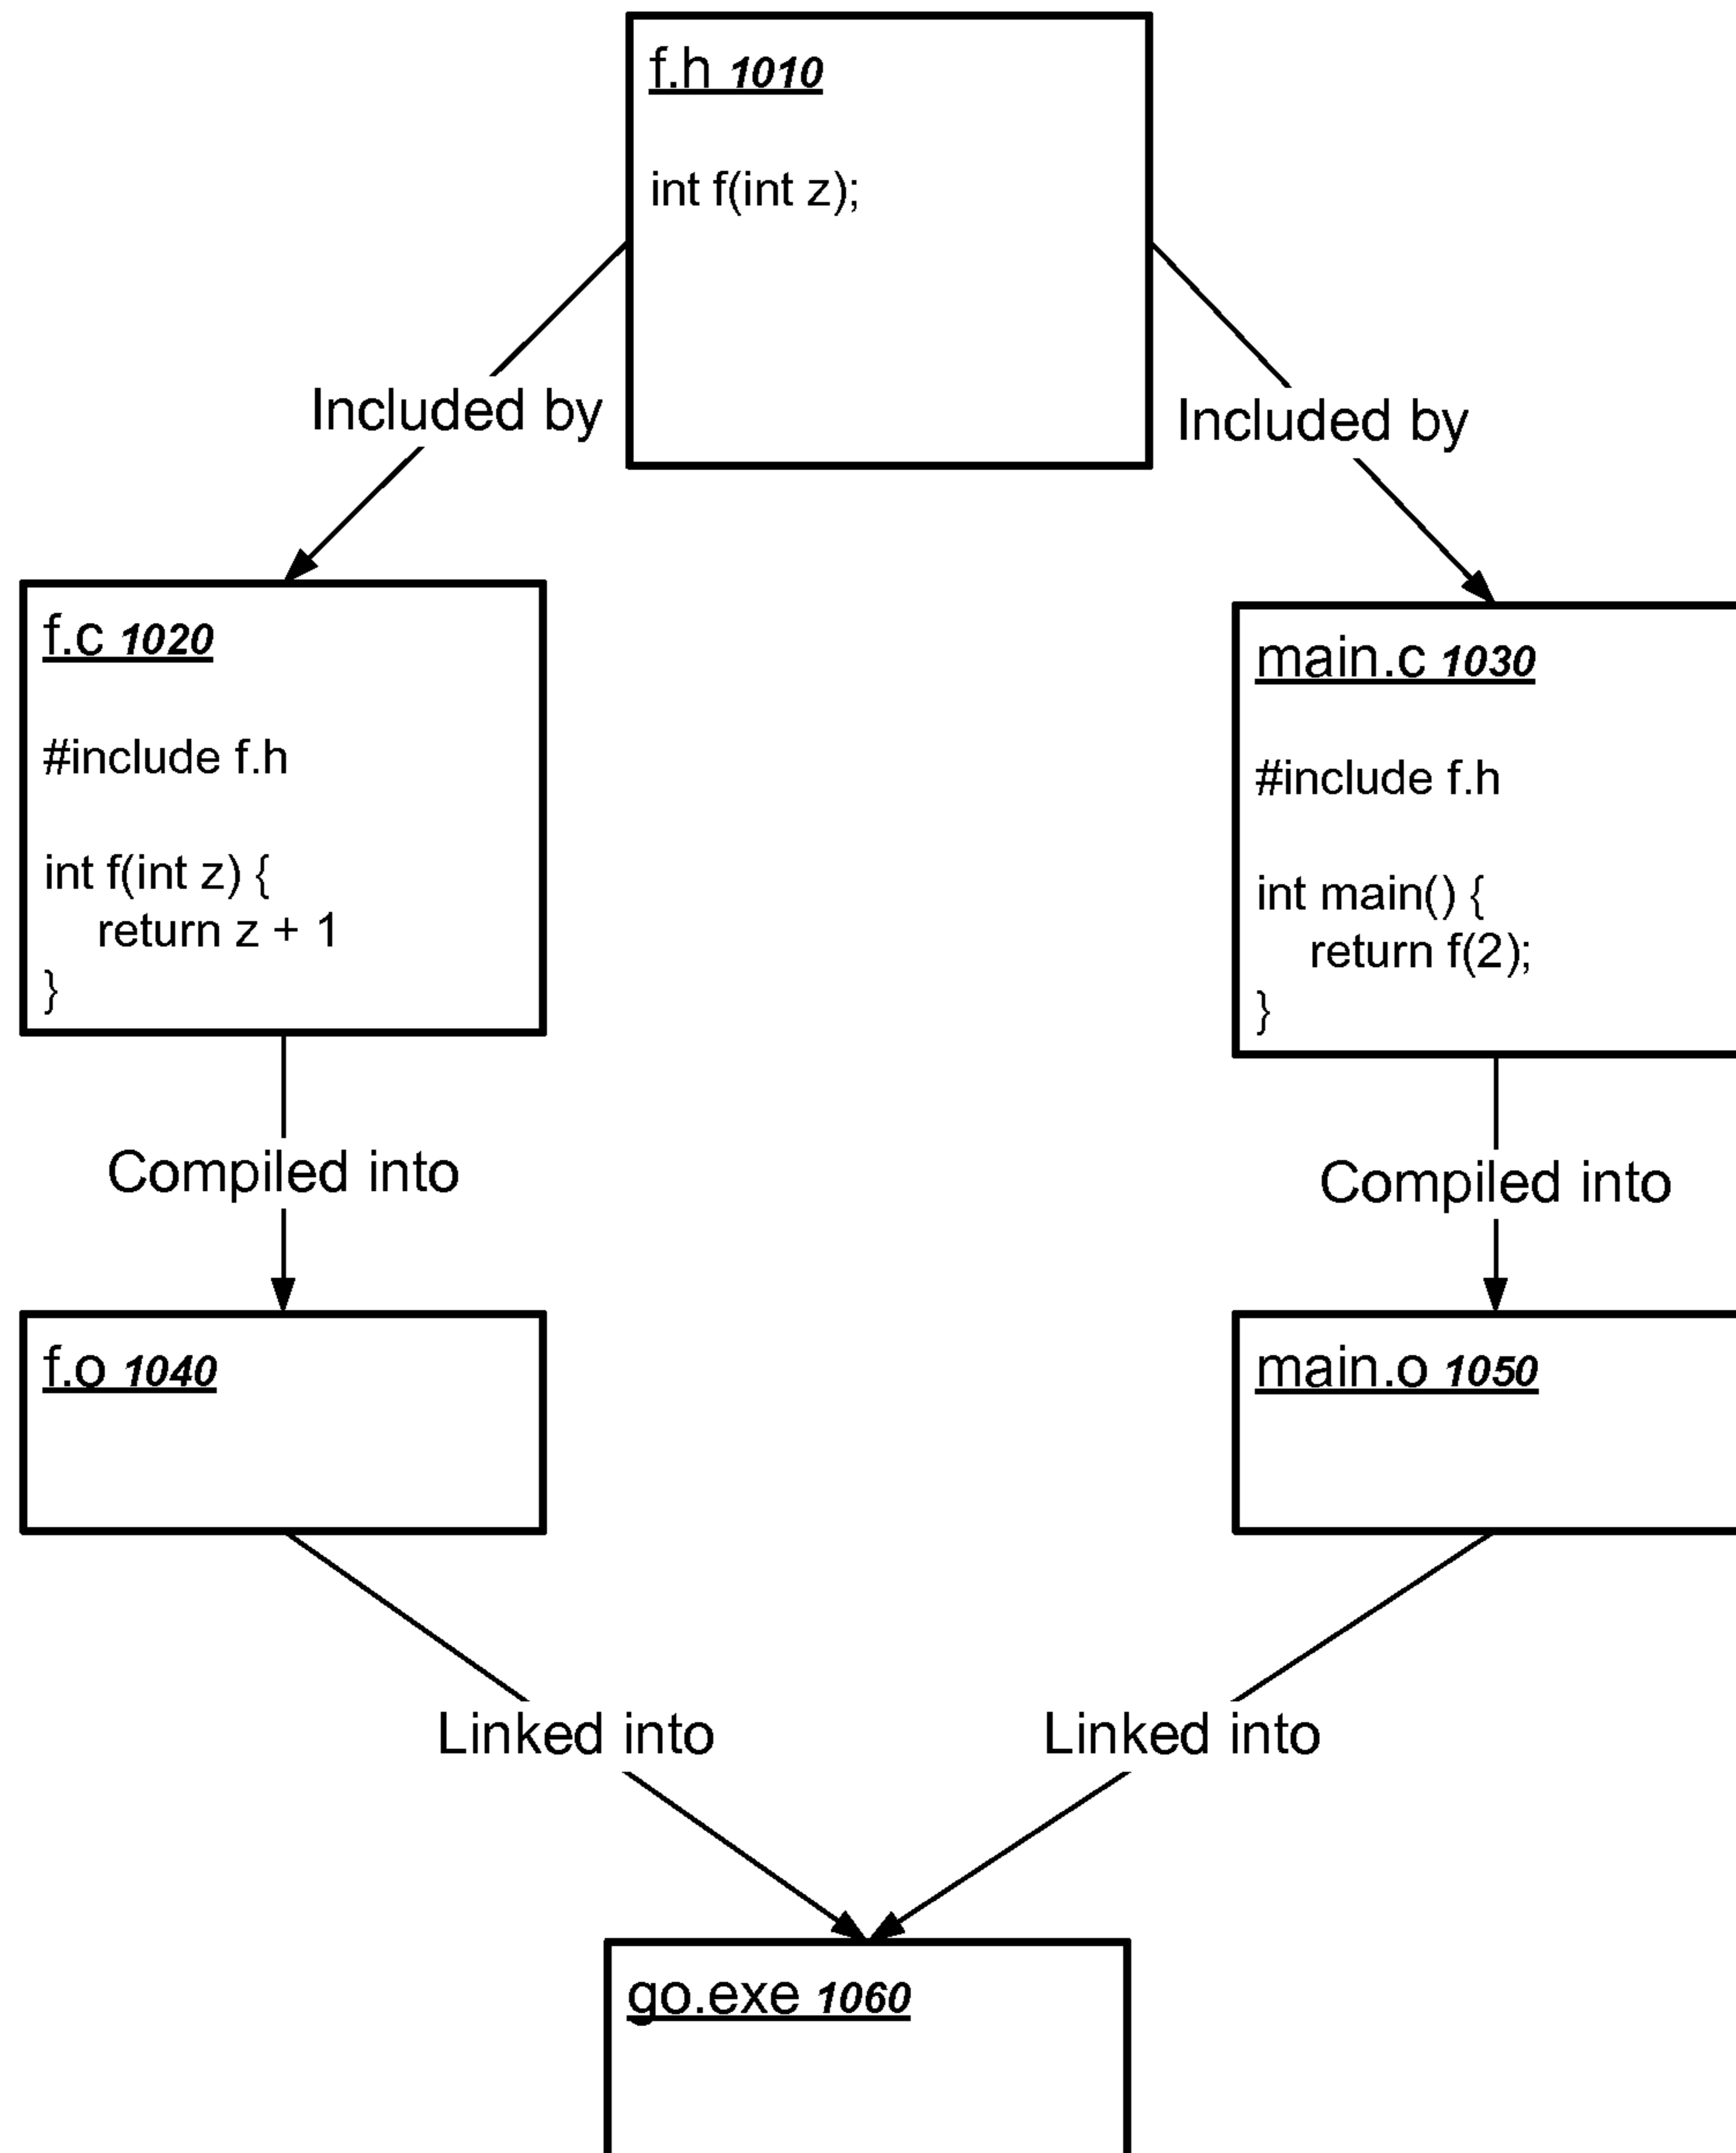 f.h 1010
int f(int z);
Included by
Included by
f.c 1020
#include f.h
int f(int z) {
return z + 1
}
main.c 1030
#include f.h
int main() {
return f(2);
}
Compiled into
Compiled into
f.o 1040
main.o 1050
Linked into
Linked into
go.exe 1060